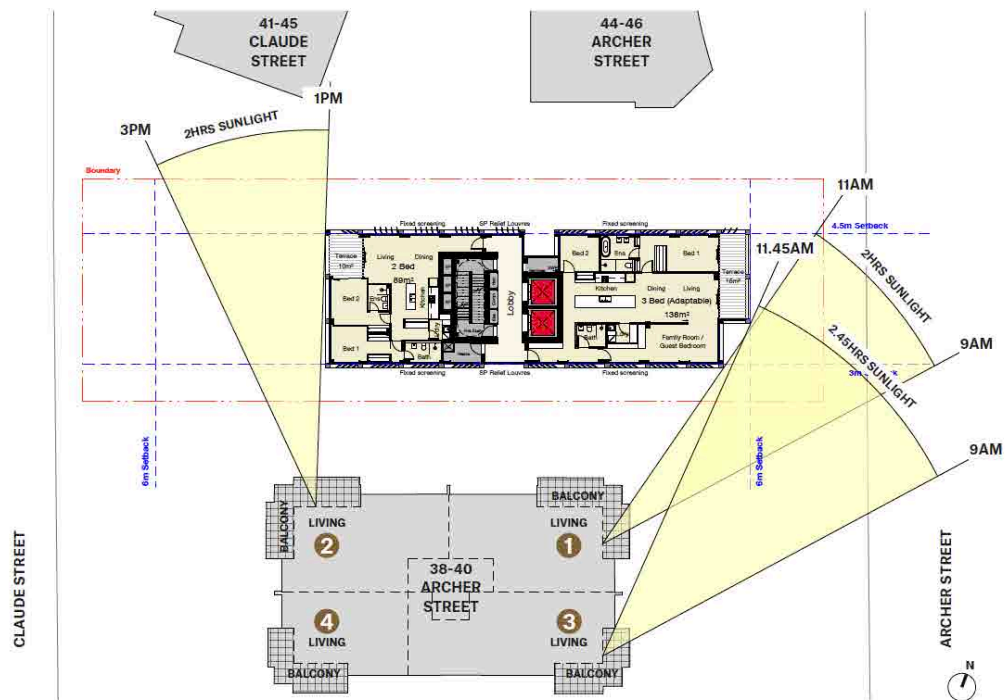 41-45
CLAUDE
STREET
44-46
ARCHER
STREET
1PM
3PM
2HRS SUNLIGHT
Boundary
11AM
4.5m Setback
11.45AM
Fixed screening
SP Relief Louvres
Fixed screening
Terrace
10m²
Living
Dining
2 Bed
89m²
Kitchen
Bed 2
Ens
Bed 1
Bath
Lobby
Bed 2
Ens
Bed 1
Terrace
Kitchen
Dining
Living
3 Bed (Adaptable)
138m²
Bath
Family Room /
Guest Bedroom
Fixed screening
SP Relief Louvres
Fixed screening
2HRS SUNLIGHT
9AM
2.45HRS SUNLIGHT
9AM
6m Setback
6m Setback
BALCONY
BALCONY
LIVING
2
LIVING
1
38-40
ARCHER
STREET
4
LIVING
3
LIVING
BALCONY
BALCONY
CLAUDE STREET
ARCHER STREET
N